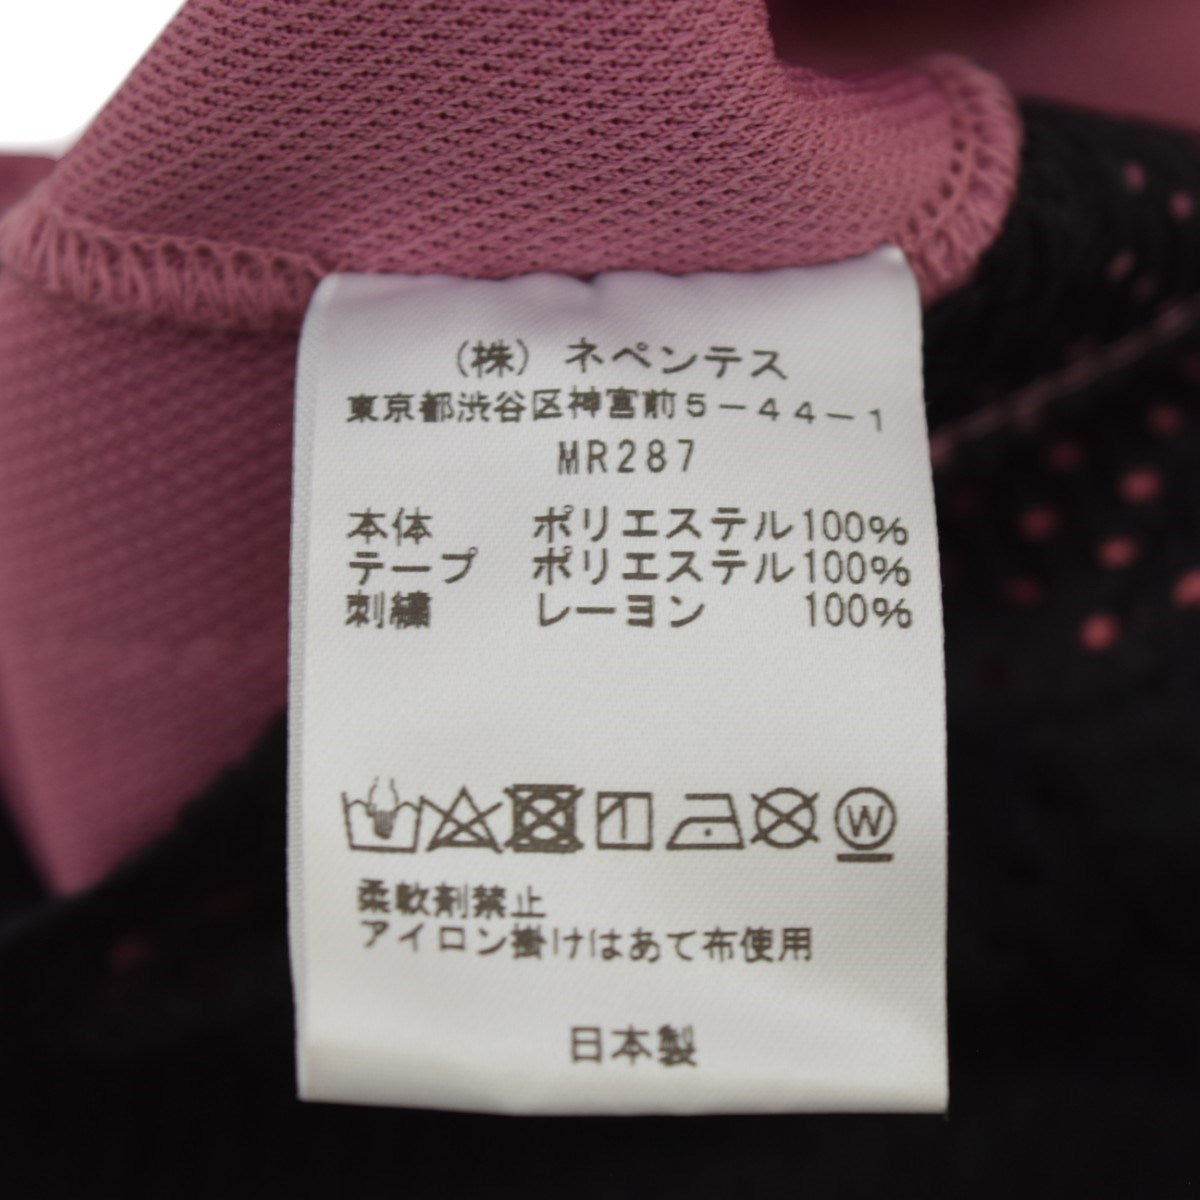 (株) ネペンテス
東京都渋谷区神宮前5-44-1
MR287
本体 ポリエステル100%
テープ ポリエステル100%
刺繍 レーヨン 100%
W
柔軟剤禁止
アイロン掛けはあて布使用
日本製